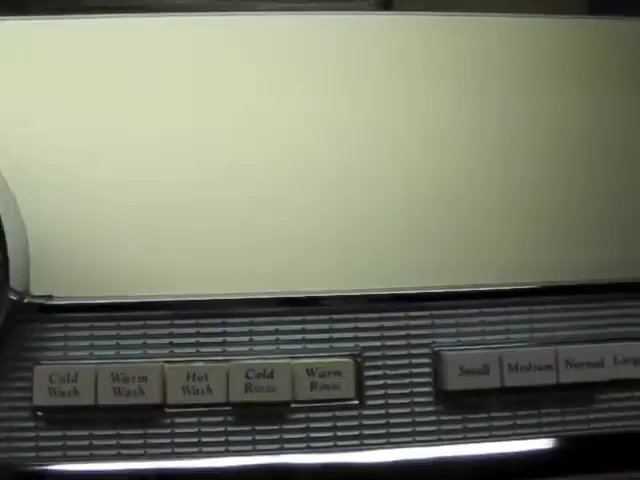 Cold Wash
Warm Wash
Hot Wash
Cold Rinse
Warm Rinse
Small
Medium
Normal